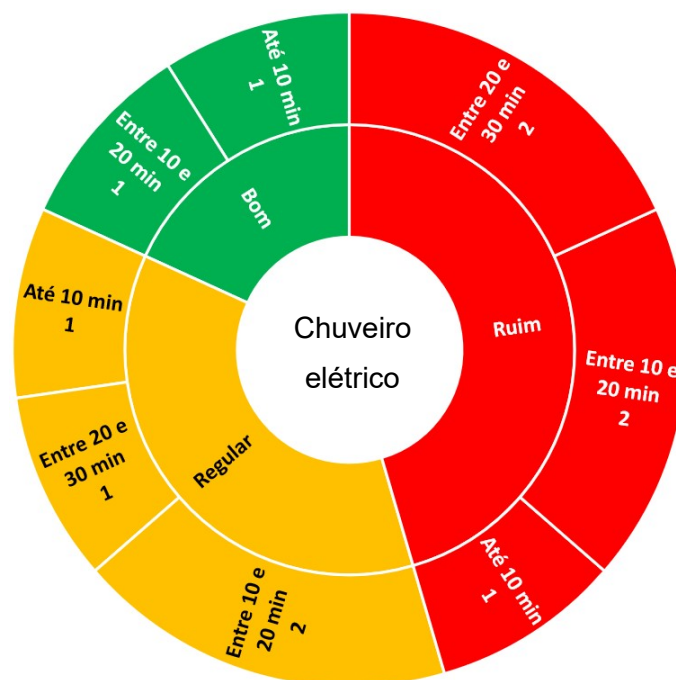 Chuveiro
elétrico
Ruim
Entre 20 e
30 min
2
Entre 10 e
20 min
2
Até 10 min
1
Regular
Entre 10 e
20 min
2
Entre 20 e
30 min
1
Até 10 min
1
Bom
Entre 10 e
20 min
1
Até 10 min
1